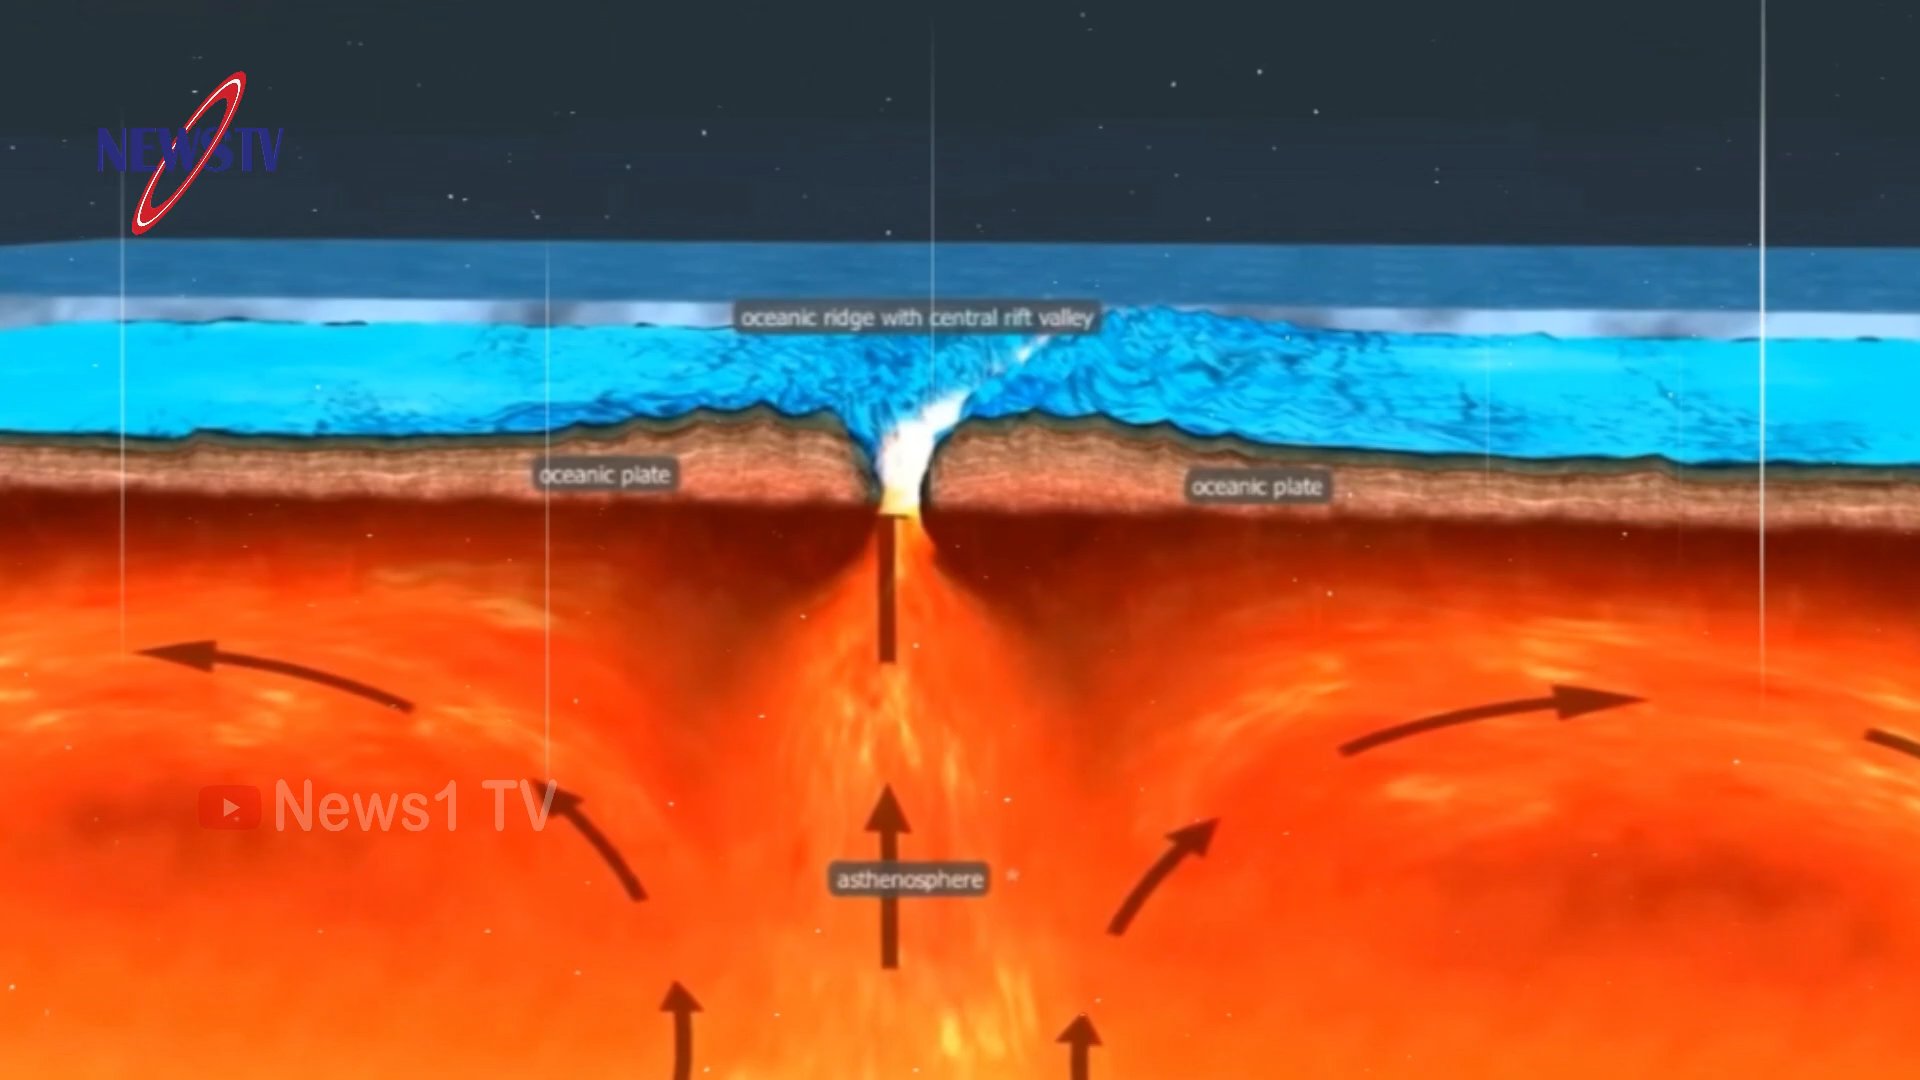 NEWSTV
oceanic ridge with central rift valley
oceanic plate
oceanic plate
News1 TV
asthenosphere